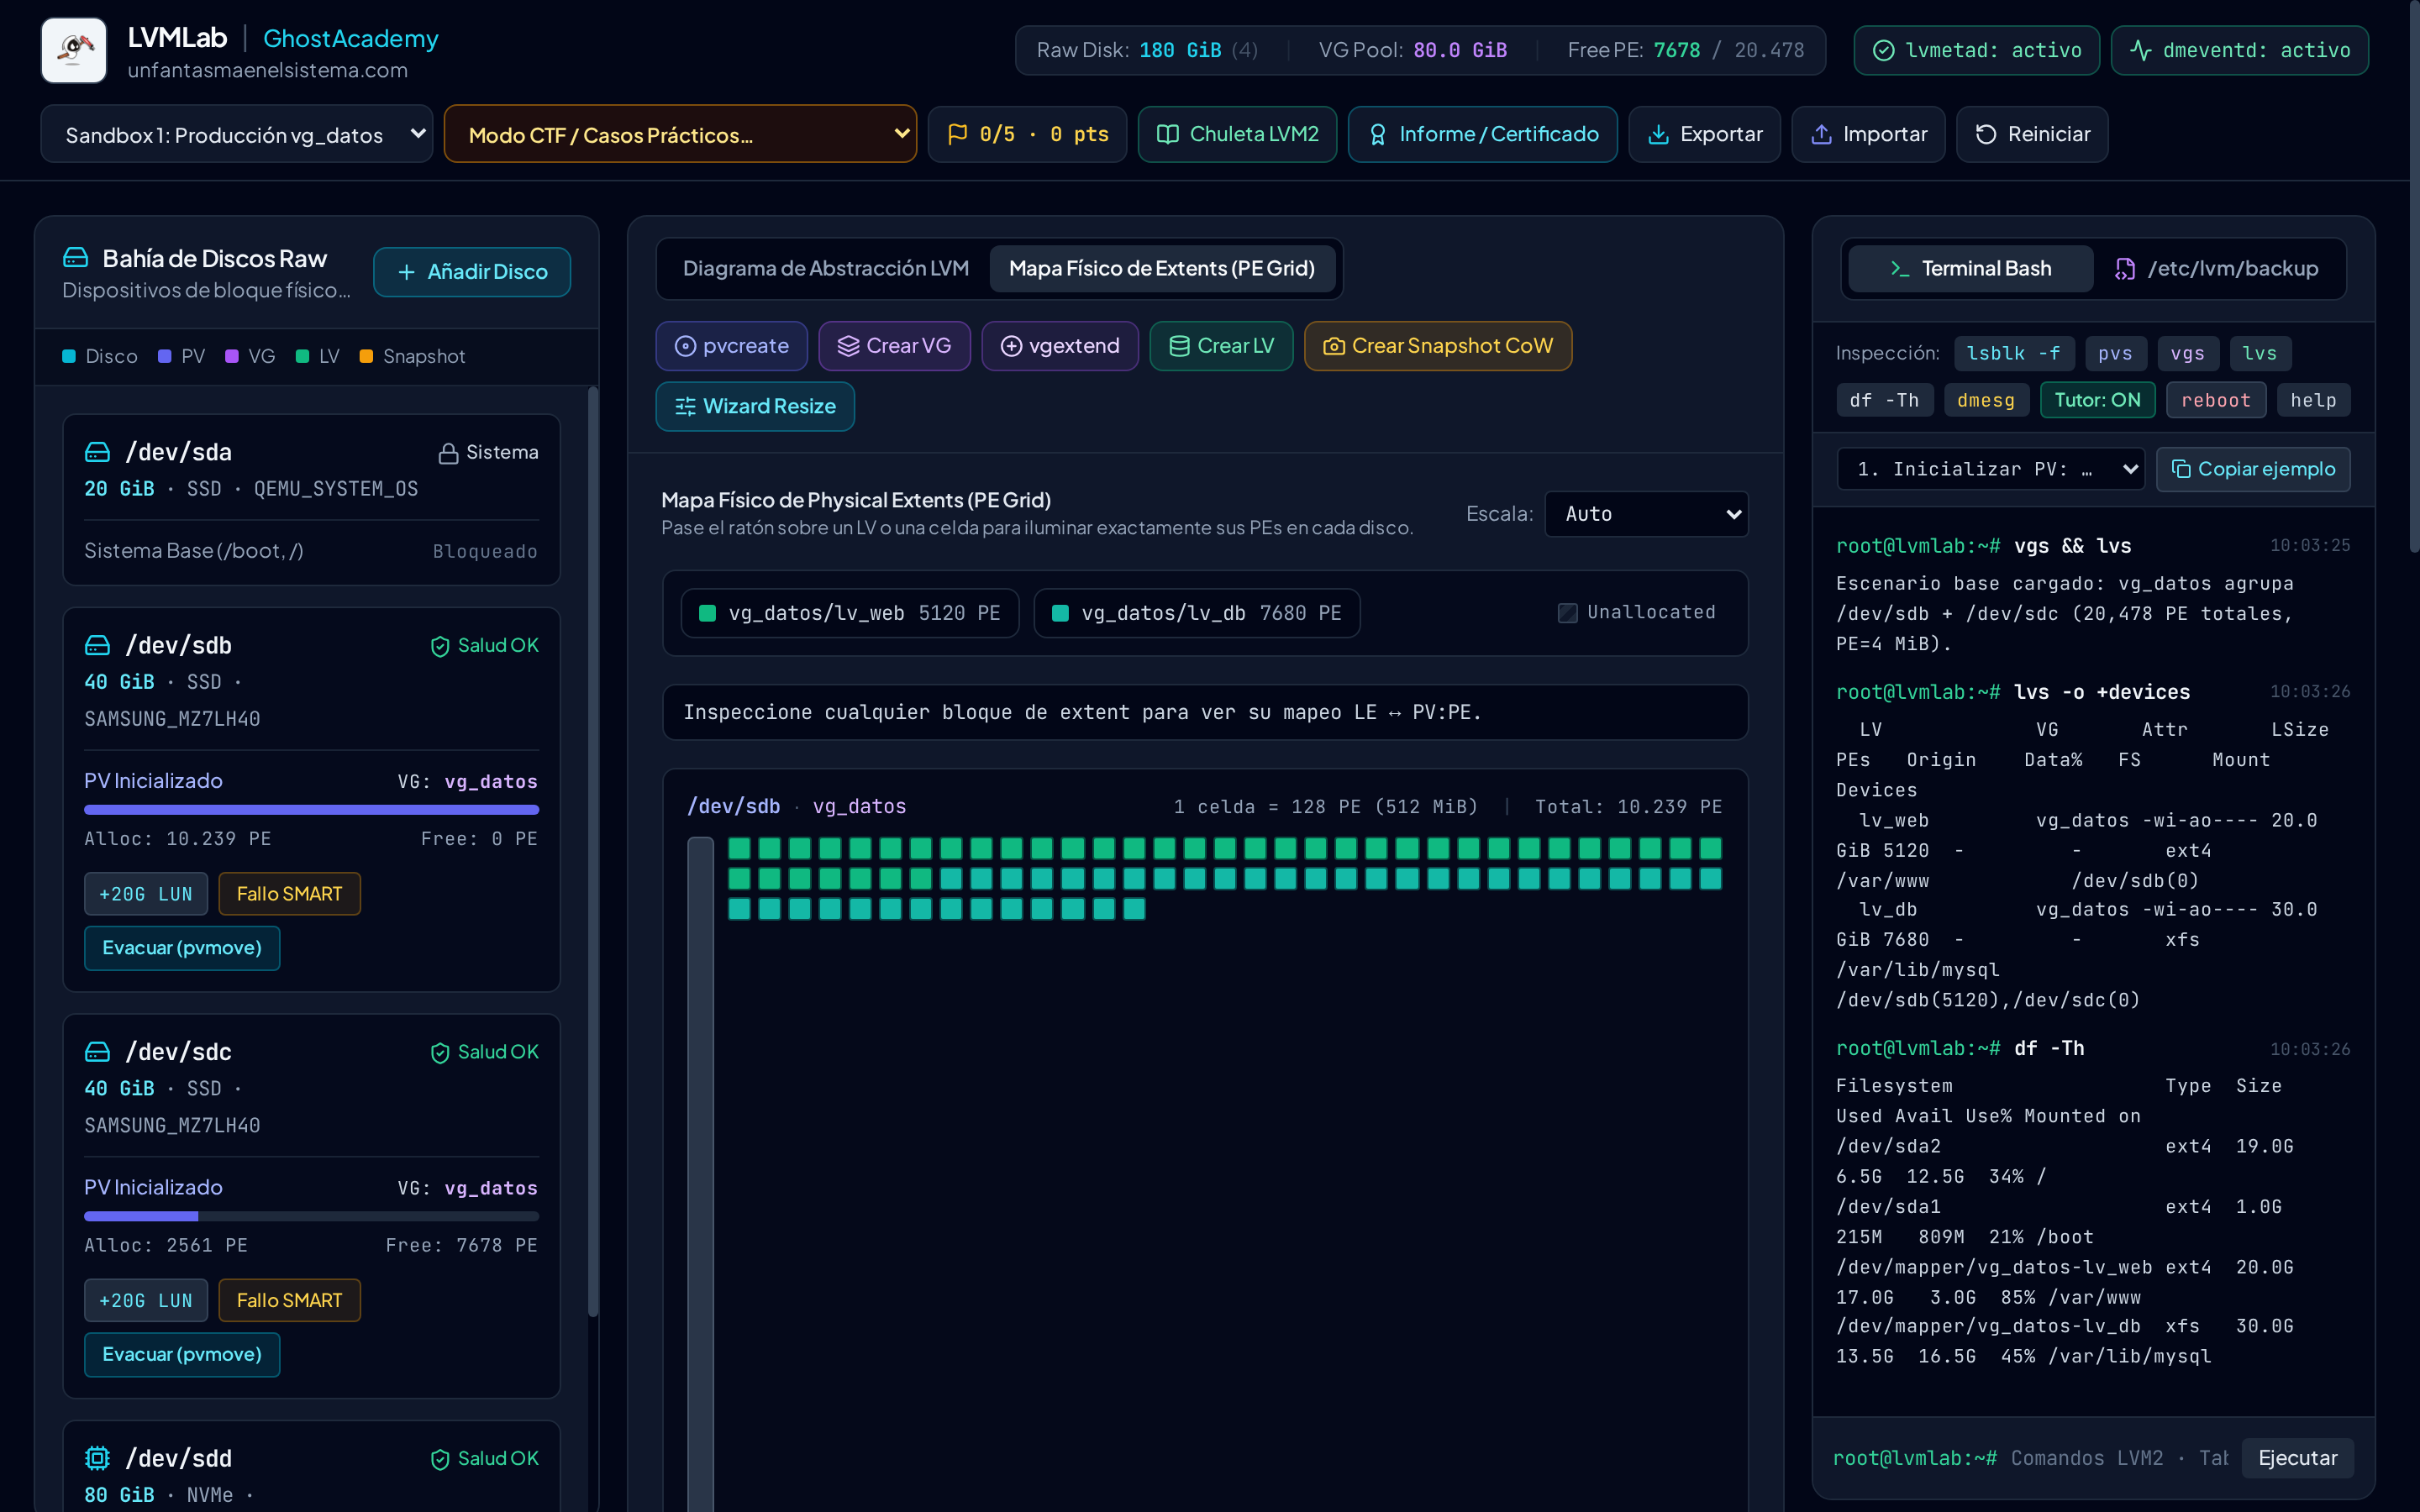 LVMLab | GhostAcademy
unfantasmaenelsistema.com
Raw Disk: 180 GiB (4) | VG Pool: 80.0 GiB | Free PE: 7678 / 20.478
lvmetad: activo
dmeventd: activo
Sandbox 1: Producción vg_datos
Modo CTF / Casos Prácticos...
0/5 · 0 pts
Chuleta LVM2
Informe / Certificado
Exportar
Importar
Reiniciar
Bahía de Discos Raw
Dispositivos de bloque físico...
+ Añadir Disco
Disco PV VG LV Snapshot
/dev/sda
Sistema
20 GiB · SSD · QEMU_SYSTEM_OS
Sistema Base (/boot, /)
Bloqueado
/dev/sdb
Salud OK
40 GiB · SSD ·
SAMSUNG_MZ7LH40
PV Inicializado
VG: vg_datos
Alloc: 10.239 PE
Free: 0 PE
+20G LUN
Fallo SMART
Evacuar (pvmove)
/dev/sdc
Salud OK
40 GiB · SSD ·
SAMSUNG_MZ7LH40
PV Inicializado
VG: vg_datos
Alloc: 2561 PE
Free: 7678 PE
+20G LUN
Fallo SMART
Evacuar (pvmove)
/dev/sdd
Salud OK
80 GiB · NVMe ·
Diagrama de Abstracción LVM
Mapa Físico de Extents (PE Grid)
pvcreate
Crear VG
vgextend
Crear LV
Crear Snapshot CoW
Wizard Resize
Mapa Físico de Physical Extents (PE Grid)
Pase el ratón sobre un LV o una celda para iluminar exactamente sus PEs en cada disco.
Escala:
Auto
vg_datos/lv_web 5120 PE
vg_datos/lv_db 7680 PE
Unallocated
Inspeccione cualquier bloque de extent para ver su mapeo LE ↔ PV:PE.
/dev/sdb · vg_datos
1 celda = 128 PE (512 MiB) | Total: 10.239 PE
Terminal Bash
/etc/lvm/backup
Inspección: lsblk -f pvs vgs lvs
df -Th dmesg Tutor: ON reboot help
1. Inicializar PV: …
Copiar ejemplo
root@lvmlab:~# vgs && lvs 10:03:25
Escenario base cargado: vg_datos agrupa
/dev/sdb + /dev/sdc (20,478 PE totales,
PE=4 MiB).
root@lvmlab:~# lvs -o +devices 10:03:26
LV VG Attr LSize
PEs Origin Data% FS Mount
Devices
lv_web vg_datos -wi-ao---- 20.0
GiB 5120 - - ext4
/var/www /dev/sdb(0)
lv_db vg_datos -wi-ao---- 30.0
GiB 7680 - - xfs
/var/lib/mysql
/dev/sdb(5120),/dev/sdc(0)
root@lvmlab:~# df -Th 10:03:26
Filesystem Type Size
Used Avail Use% Mounted on
/dev/sda2 ext4 19.0G
6.5G 12.5G 34% /
/dev/sda1 ext4 1.0G
215M 809M 21% /boot
/dev/mapper/vg_datos-lv_web ext4 20.0G
17.0G 3.0G 85% /var/www
/dev/mapper/vg_datos-lv_db xfs 30.0G
13.5G 16.5G 45% /var/lib/mysql
root@lvmlab:~# Comandos LVM2 · Tab
Ejecutar